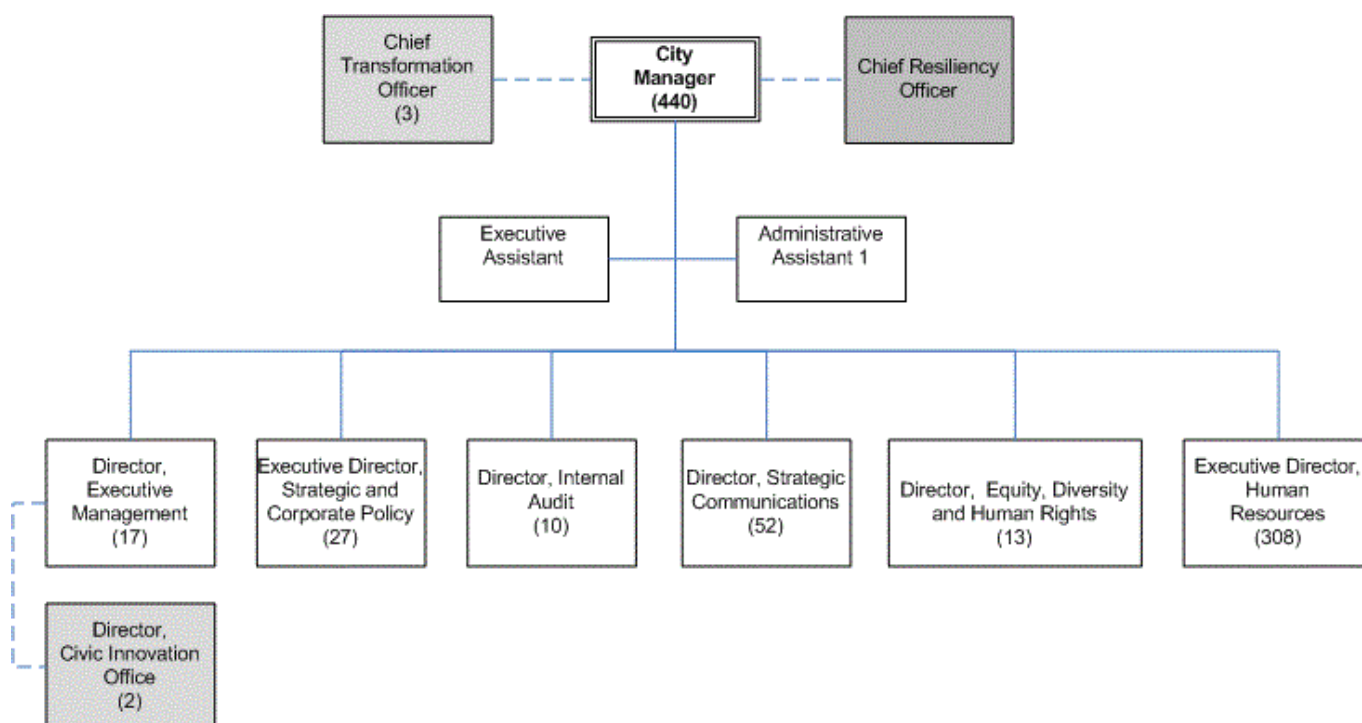 Chief
Transformation
Officer
(3)
City
Manager
(440)
Chief Resiliency
Officer
Executive
Assistant
Administrative
Assistant 1
Director,
Executive
Management
(17)
Executive Director,
Strategic and
Corporate Policy
(27)
Director, Internal
Audit
(10)
Director, Strategic
Communications
(52)
Director, Equity, Diversity
and Human Rights
(13)
Executive Director,
Human
Resources
(308)
Director,
Civic Innovation
Office
(2)